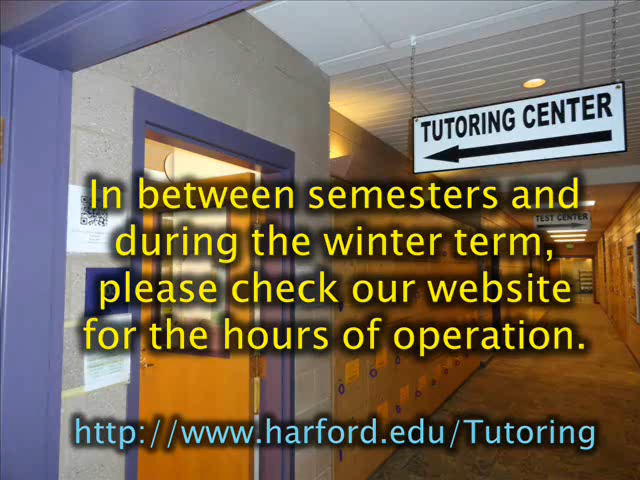 TUTORING CENTER
In between semesters and
TEST CENTER
during the winter term,
please check our website
for the hours of operation.
http://www.harford.edu/Tutoring